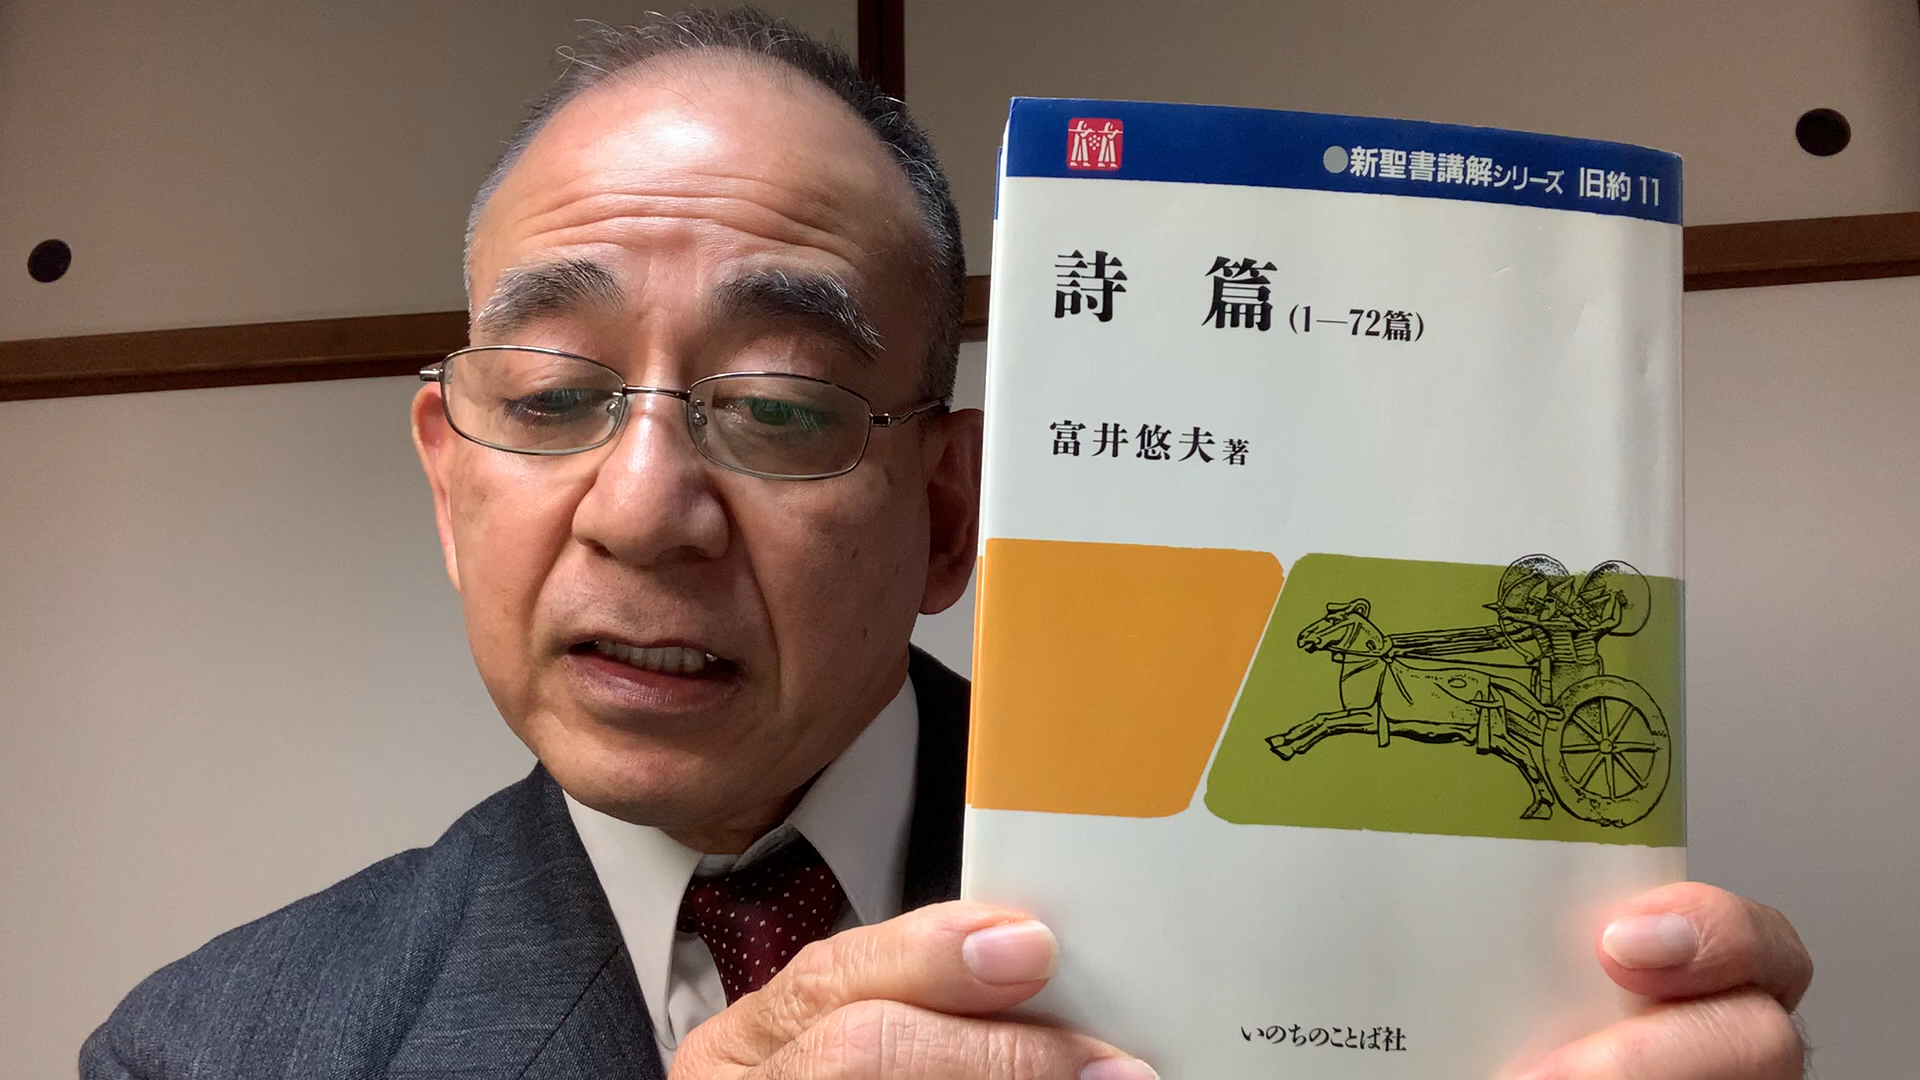 ●新聖書講解シリーズ 旧約 11
詩 篇 (1—72篇)
富井悠夫 著
いのちのことば社